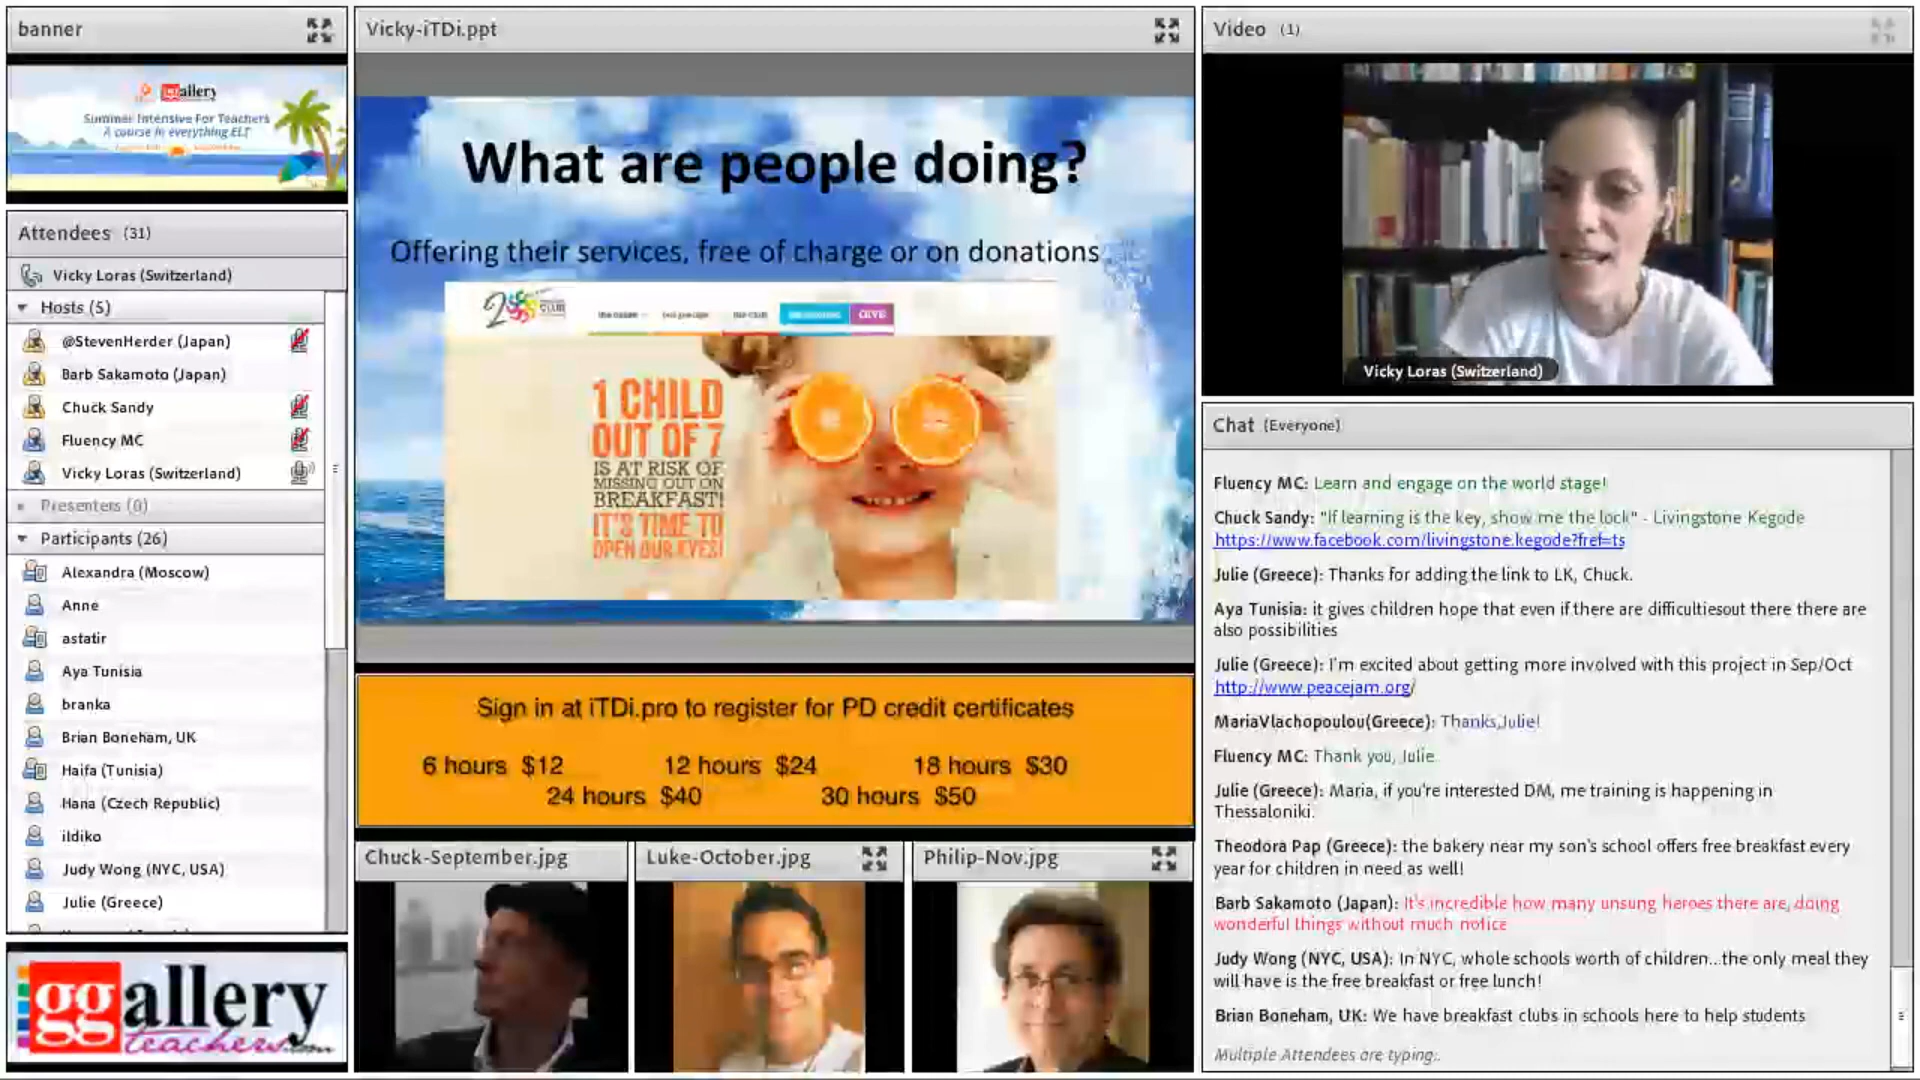 banner
ggallery
Summer Intensive For Teachers
A course in everything ELT
Attendees (31)
Vicky Loras (Switzerland)
Hosts (5)
@StevenHerder (Japan)
Barb Sakamoto (Japan)
Chuck Sandy
Fluency MC
Vicky Loras (Switzerland)
Presenters (0)
Participants (26)
Alexandra (Moscow)
Anne
astatir
Aya Tunisia
branka
Brian Boneham, UK
Haifa (Tunisia)
Hana (Czech Republic)
ildiko
Judy Wong (NYC, USA)
Julie (Greece)
ggallery
teachers.com
Vicky-iTDi.ppt
What are people doing?
Offering their services, free of charge or on donations
CLUB
GIVE
1 CHILD
OUT OF 7
IS AT RISK OF
MISSING OUT ON
BREAKFAST!
IT'S TIME TO
OPEN OUR EYES!
Sign in at iTDi.pro to register for PD credit certificates
6 hours $12 12 hours $24 18 hours $30
24 hours $40 30 hours $50
Chuck-September.jpg
Luke-October.jpg
Philip-Nov.jpg
Video (1)
Vicky Loras (Switzerland)
Chat (Everyone)
Fluency MC: Learn and engage on the world stage!
Chuck Sandy: "If learning is the key, show me the lock" - Livingstone Kegode
https://www.facebook.com/livingstone.kegode?fref=ts
Julie (Greece): Thanks for adding the link to LK, Chuck.
Aya Tunisia: it gives children hope that even if there are difficultiesout there there are
also possibilities
Julie (Greece): I'm excited about getting more involved with this project in Sep/Oct
http://www.peacejam.org/
MariaVlachopoulou(Greece): Thanks,Julie!
Fluency MC: Thank you, Julie.
Julie (Greece): Maria, if you're interested DM, me training is happening in
Thessaloniki.
Theodora Pap (Greece): the bakery near my son's school offers free breakfast every
year for children in need as well!
Barb Sakamoto (Japan): It's incredible how many unsung heroes there are, doing
wonderful things without much notice
Judy Wong (NYC, USA): In NYC, whole schools worth of children...the only meal they
will have is the free breakfast or free lunch!
Brian Boneham, UK: We have breakfast clubs in schools here to help students
Multiple Attendees are typing..